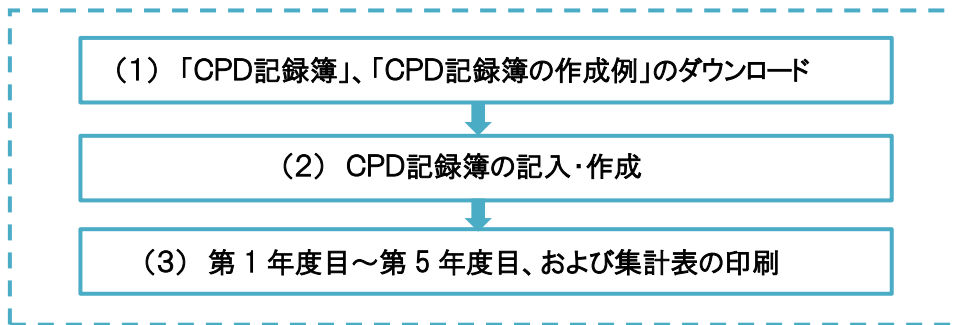 （１）　「ＣＰＤ記録簿」、「ＣＰＤ記録簿の作成例」のダウンロード
（２）　ＣＰＤ記録簿の記入・作成
（３）　第１年度目～第５年度目、および集計表の印刷